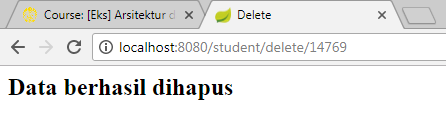 Course: [Eks] Arsitektur d
Delete
localhost:8080/student/delete/14769
Data berhasil dihapus